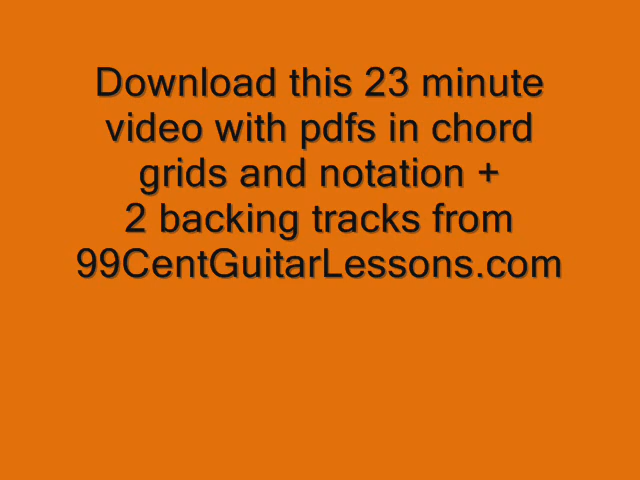 Download this 23 minute
video with pdfs in chord
grids and notation +
2 backing tracks from
99CentGuitarLessons.com